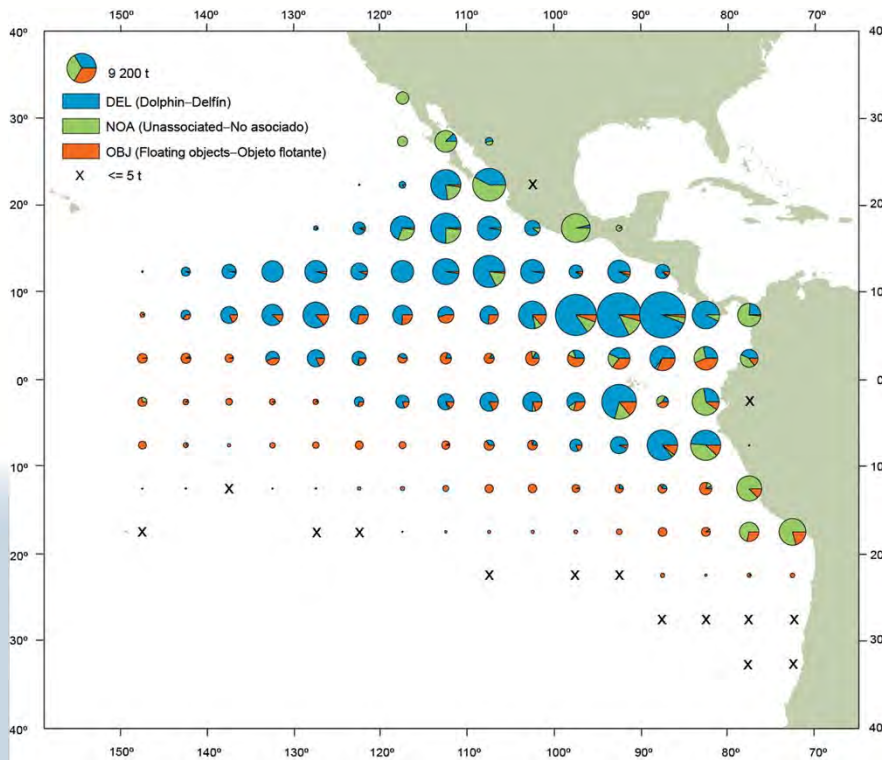 150º 140º 130º 120º 110º 100º 90º 80º 70º
40º 40
9 200 t
DEL (Dolphin–Delfín)
30º 30
NOA (Unassociated–No asociado)
OBJ (Floating objects–Objeto flotante)
X <= 5 t
X
20º 20
10º 10
0º 0º
X
10º 10
X
X X X
20º 20
X X X
X X X X
30º 30
X X
40º 40
150º 140º 130º 120º 110º 100º 90º 80º 70º